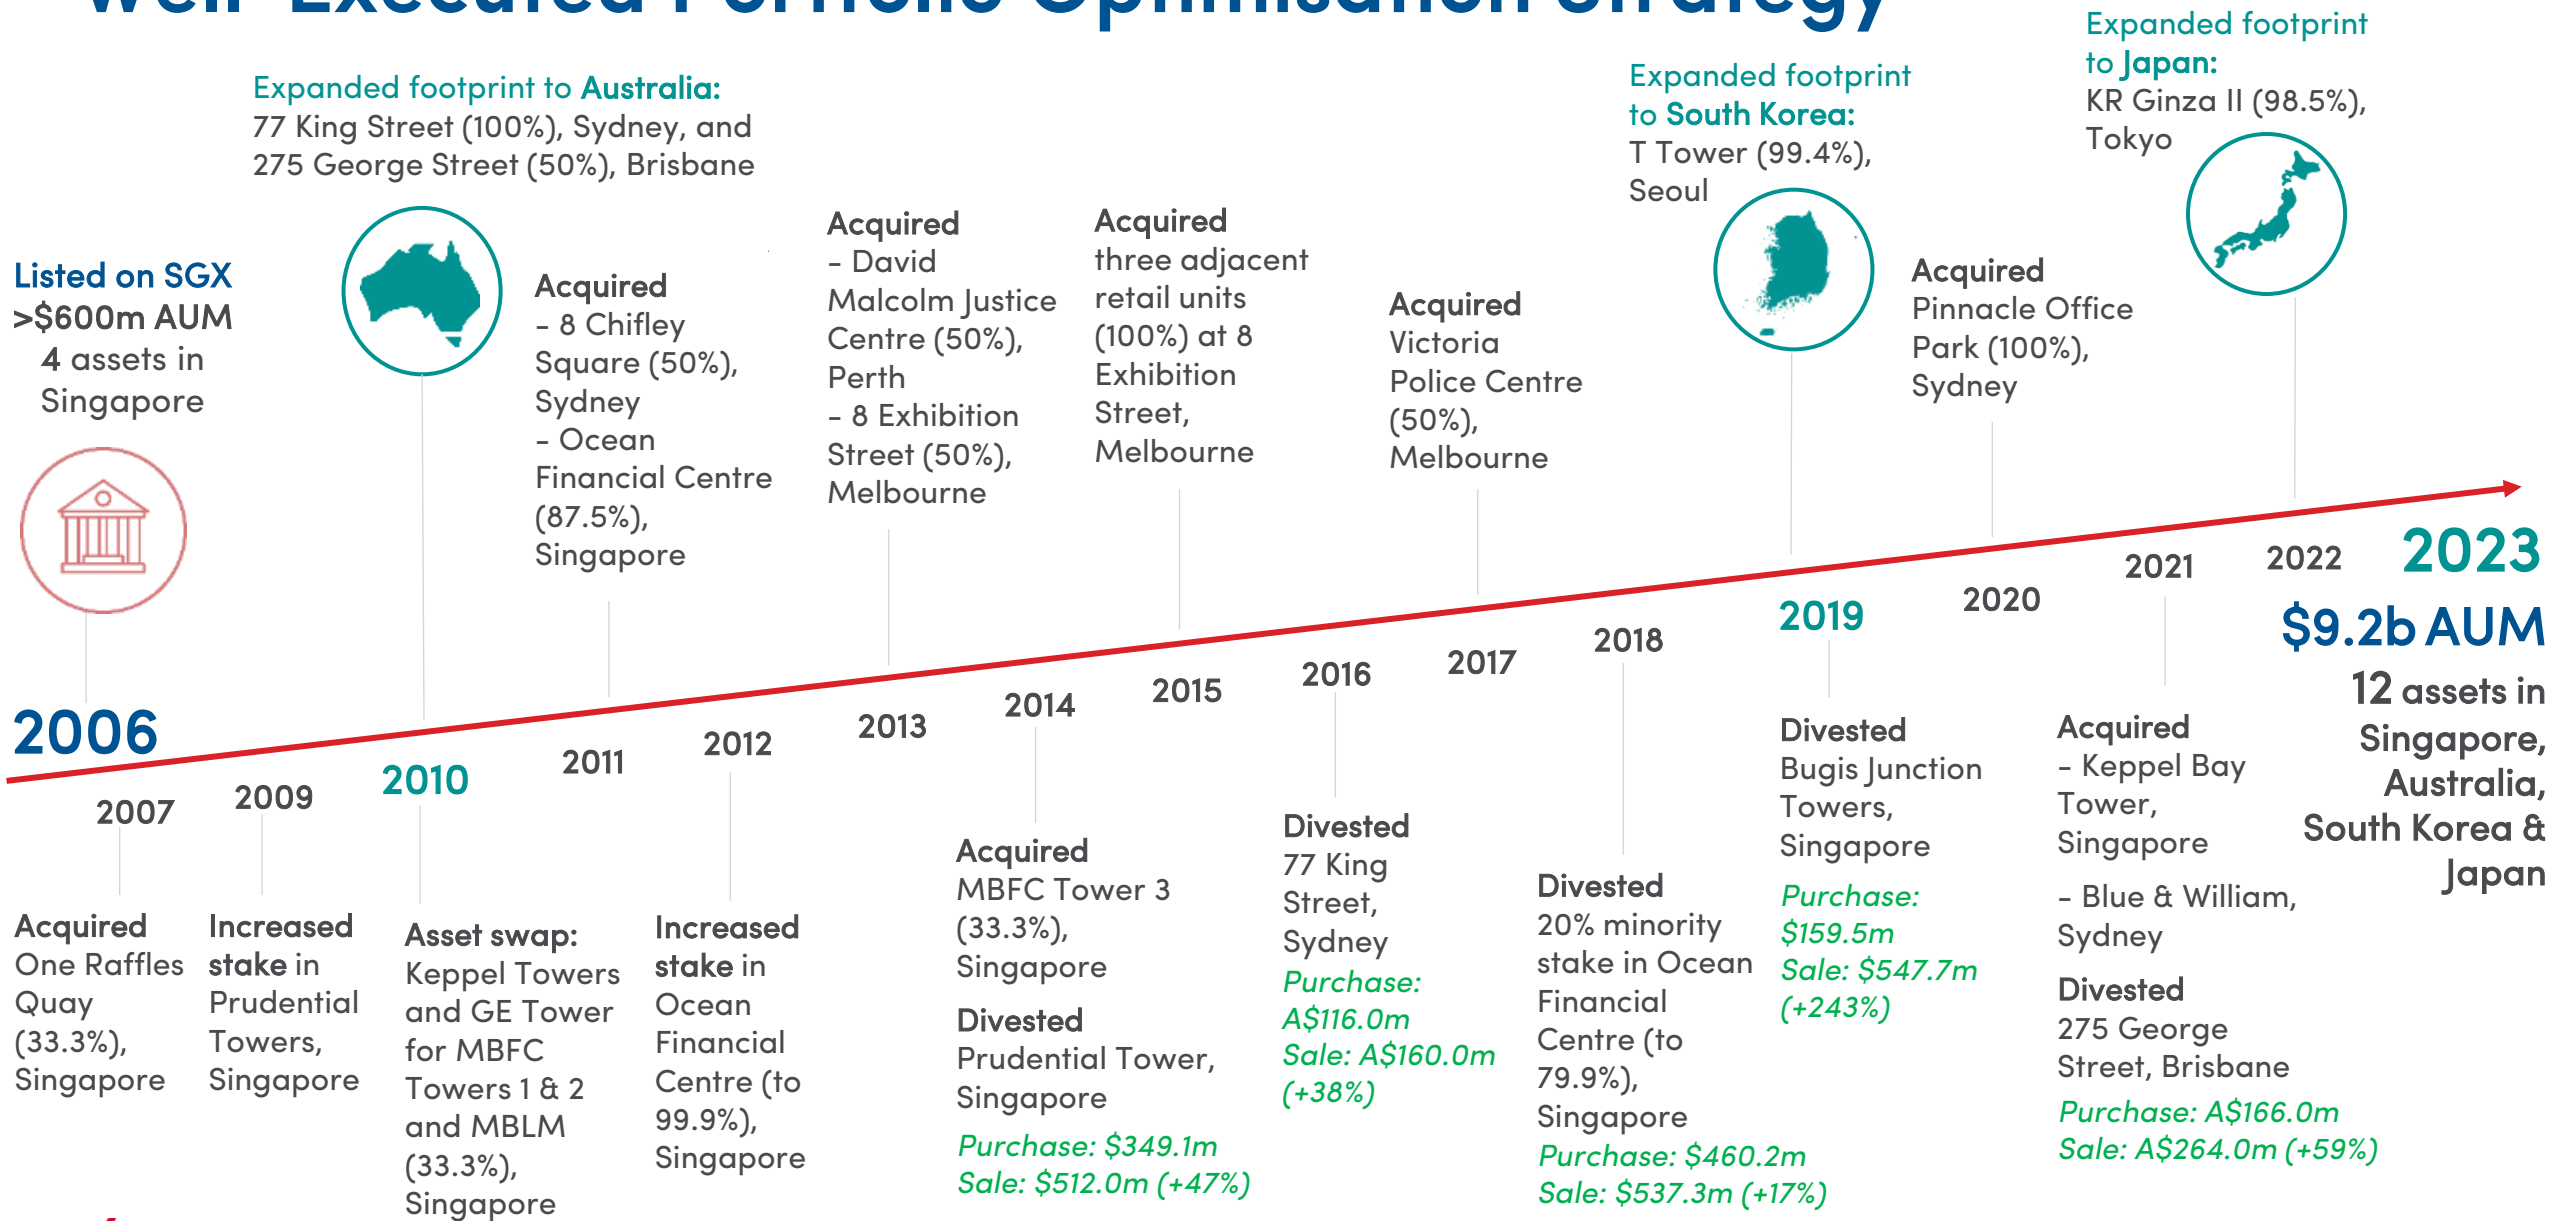 Well-Executed Portfolio Optimisation Strategy
Listed on SGX
>$600m AUM
4 assets in
Singapore
2006
Expanded footprint to Australia:
77 King Street (100%), Sydney, and
275 George Street (50%), Brisbane
Acquired
- 8 Chifley
Square (50%),
Sydney
- Ocean
Financial Centre
(87.5%),
Singapore
Acquired
- David
Malcolm Justice
Centre (50%),
Perth
- 8 Exhibition
Street (50%),
Melbourne
Acquired
three adjacent
retail units
(100%) at 8
Exhibition
Street,
Melbourne
Acquired
Victoria
Police Centre
(50%),
Melbourne
Expanded footprint
to South Korea:
T Tower (99.4%),
Seoul
Acquired
Pinnacle Office
Park (100%),
Sydney
Expanded footprint
to Japan:
KR Ginza II (98.5%),
Tokyo
2007
2009
2010
2011
2012
2013
2014
2015
2016
2017
2018
2019
2020
2021
2022
2023
$9.2b AUM
12 assets in
Singapore,
Australia,
South Korea &
Japan
Acquired
One Raffles
Quay
(33.3%),
Singapore
Increased
stake in
Prudential
Towers,
Singapore
Asset swap:
Keppel Towers
and GE Tower
for MBFC
Towers 1 & 2
and MBLM
(33.3%),
Singapore
Increased
stake in
Ocean
Financial
Centre (to
99.9%),
Singapore
Acquired
MBFC Tower 3
(33.3%),
Singapore
Divested
Prudential Tower,
Singapore
Purchase: $349.1m
Sale: $512.0m (+47%)
Divested
77 King
Street,
Sydney
Purchase:
A$116.0m
Sale: A$160.0m
(+38%)
Divested
20% minority
stake in Ocean
Financial
Centre (to
79.9%),
Singapore
Purchase: $460.2m
Sale: $537.3m (+17%)
Divested
Bugis Junction
Towers,
Singapore
Purchase:
$159.5m
Sale: $547.7m
(+243%)
Acquired
- Keppel Bay
Tower,
Singapore
- Blue & William,
Sydney
Divested
275 George
Street, Brisbane
Purchase: A$166.0m
Sale: A$264.0m (+59%)